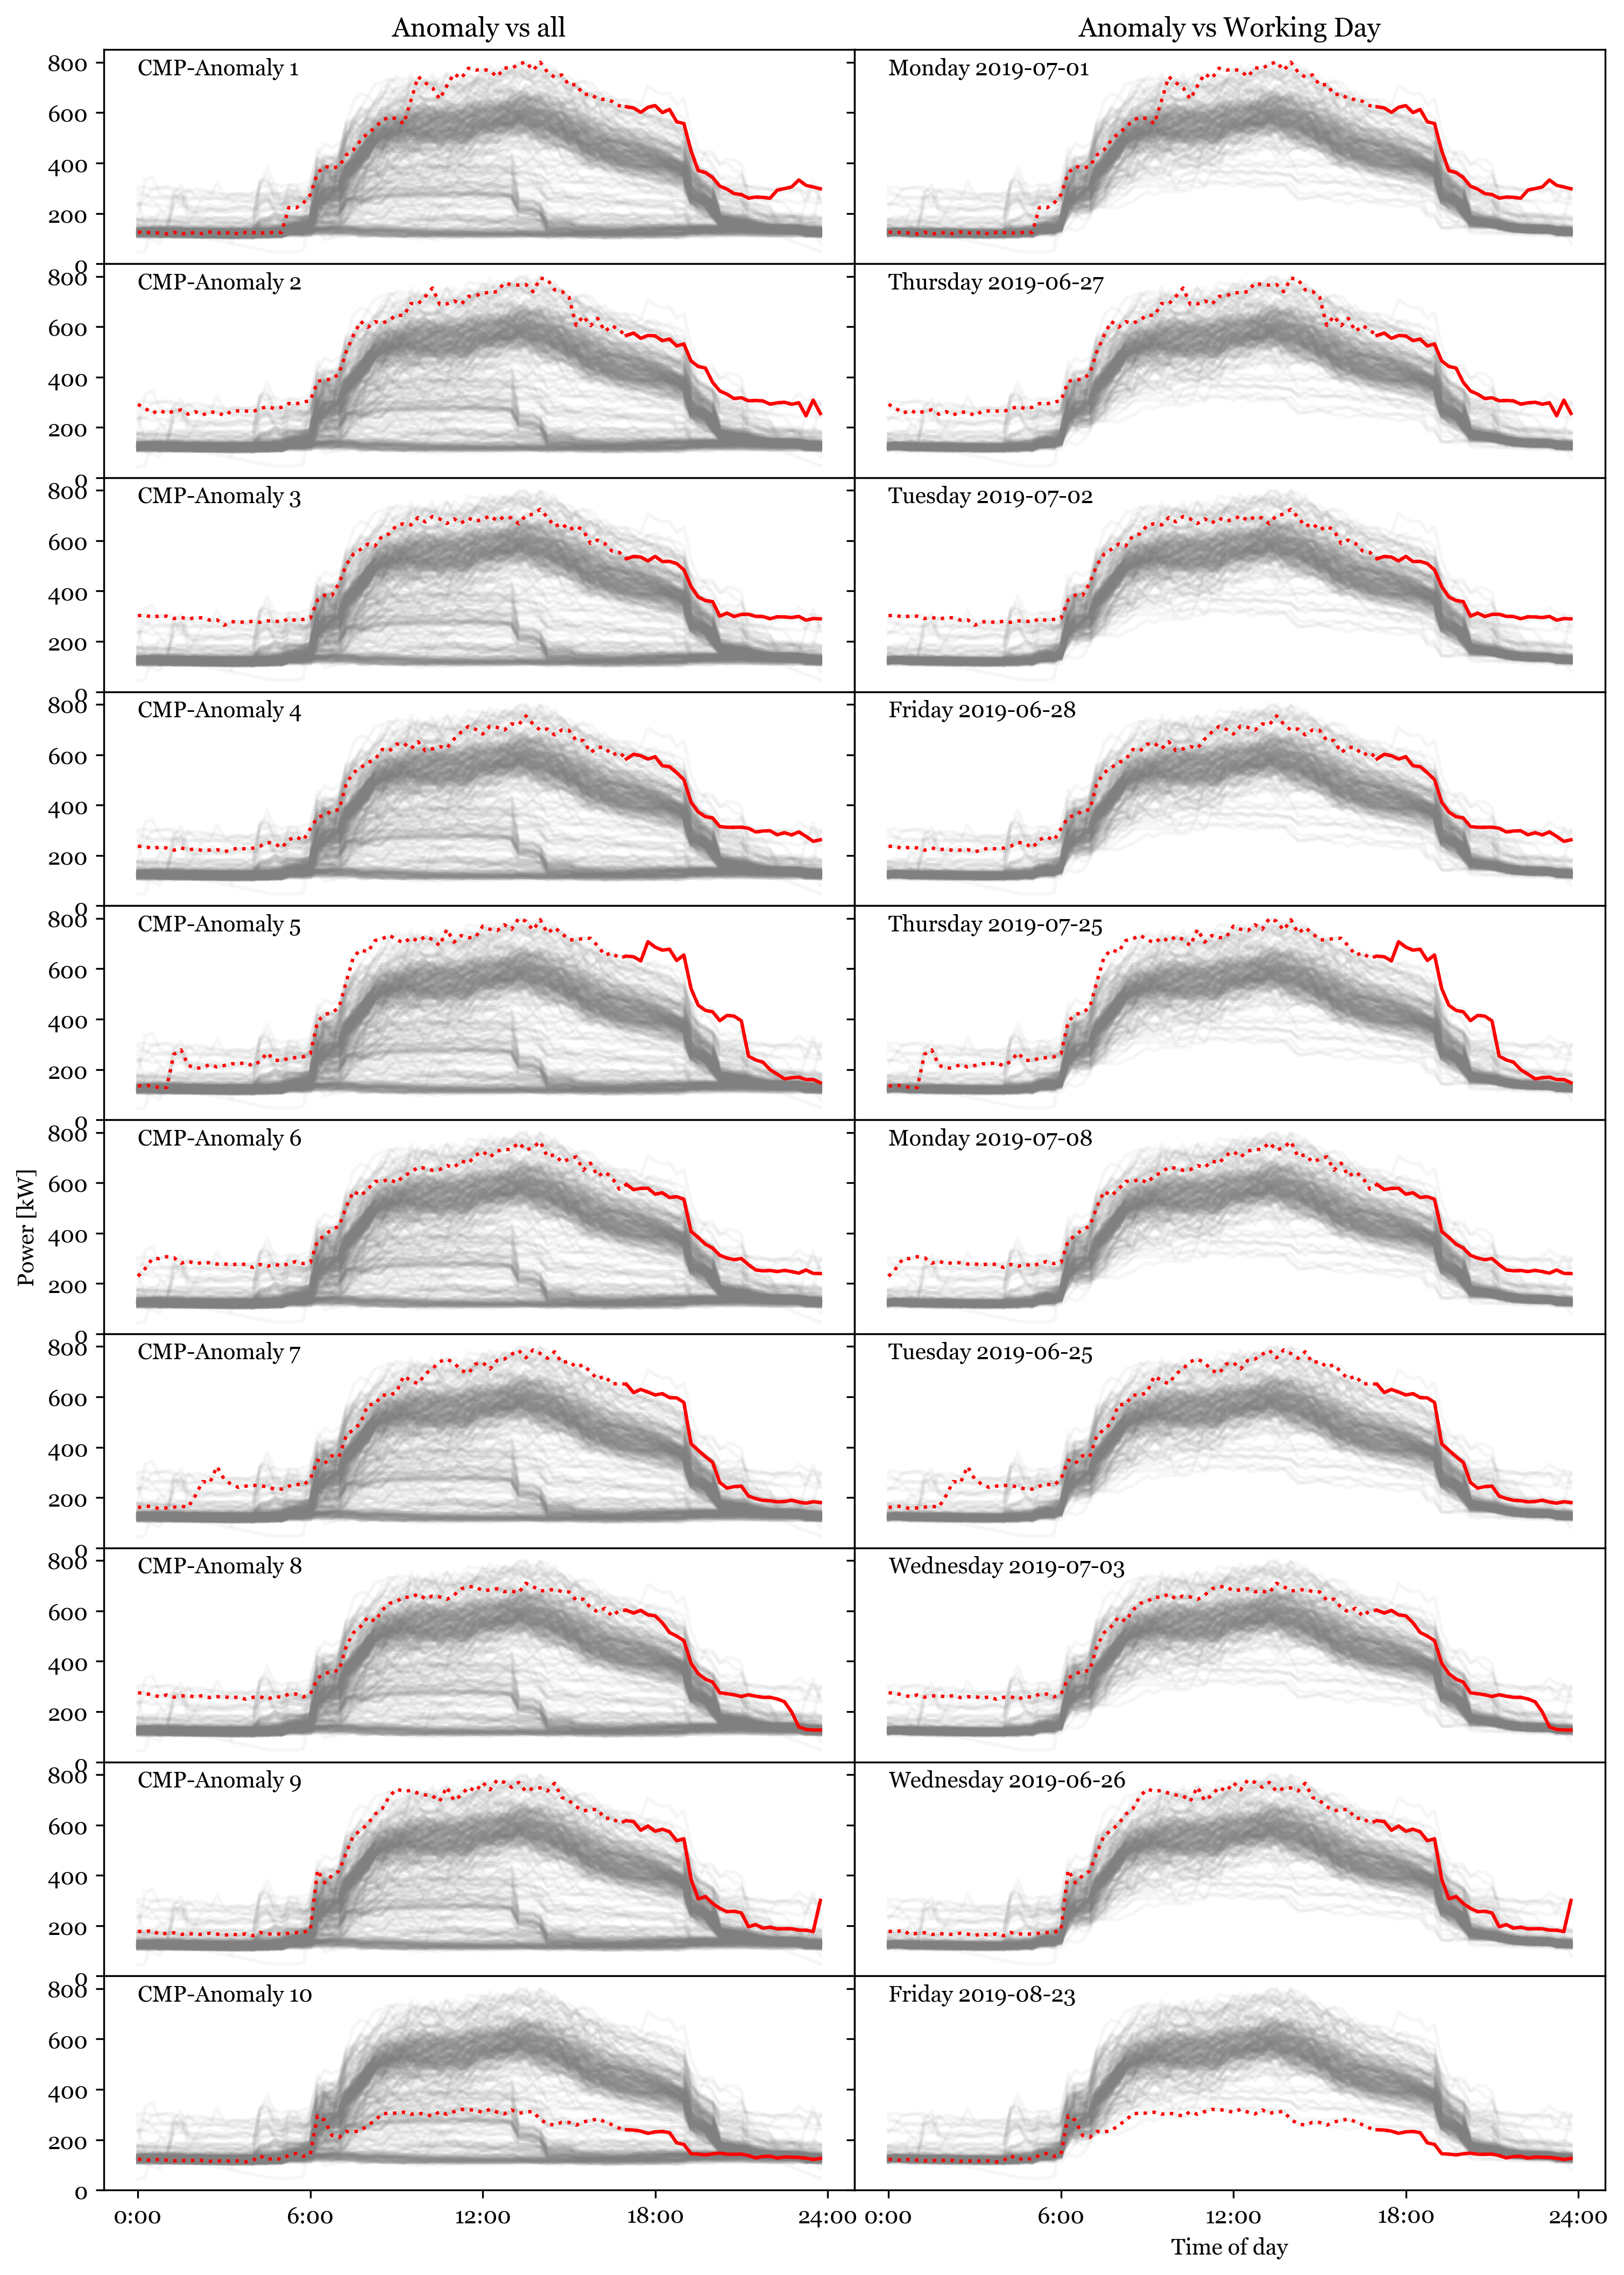 Anomaly vs all
Anomaly vs Working Day
800
CMP-Anomaly 1
Monday 2019-07-01
600
400
200
0
800
CMP-Anomaly 2
Thursday 2019-06-27
600
400
200
0
800
CMP-Anomaly 3
Tuesday 2019-07-02
600
400
200
0
800
CMP-Anomaly 4
Friday 2019-06-28
600
400
200
0
800
CMP-Anomaly 5
Thursday 2019-07-25
600
400
200
0
800
CMP-Anomaly 6
Monday 2019-07-08
600
400
200
0
Power [kW]
800
CMP-Anomaly 7
Tuesday 2019-06-25
600
400
200
0
800
CMP-Anomaly 8
Wednesday 2019-07-03
600
400
200
0
800
CMP-Anomaly 9
Wednesday 2019-06-26
600
400
200
0
800
CMP-Anomaly 10
Friday 2019-08-23
600
400
200
0
0:00 6:00 12:00 18:00 24:00 0:00 6:00 12:00 18:00 24:00
Time of day